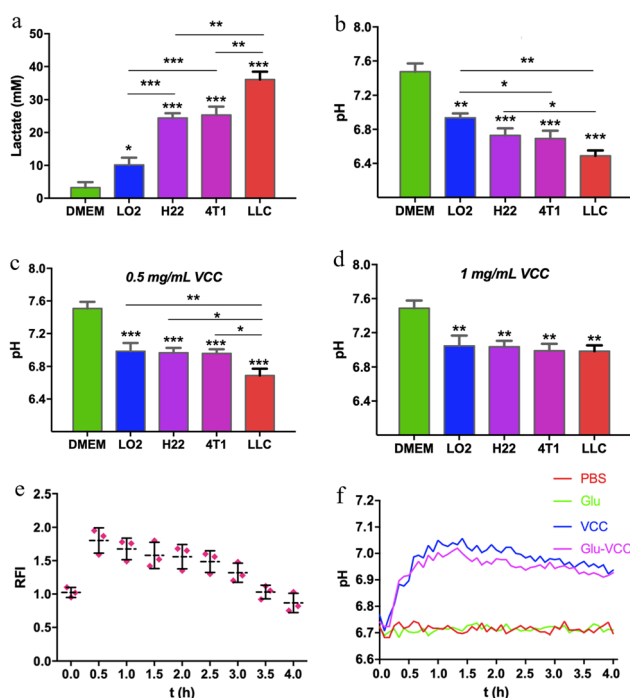 a
**
***
**
***
***
***
***
*
Lactate (mM)
50
40
30
20
10
0
DMEM LO2 H22 4T1 LLC
b
**
*
*
**
***
***
***
pH
8.0
7.6
7.2
6.8
6.4
DMEM LO2 H22 4T1 LLC
c
0.5 mg/mL VCC
**
*
*
***
***
***
***
pH
8.0
7.6
7.2
6.8
6.4
DMEM LO2 H22 4T1 LLC
d
1 mg/mL VCC
**
**
**
**
pH
8.0
7.6
7.2
6.8
6.4
DMEM LO2 H22 4T1 LLC
e
RFI
2.5
2.0
1.5
1.0
0.5
0.0
0.0 0.5 1.0 1.5 2.0 2.5 3.0 3.5 4.0
t (h)
f
PBS
Glu
VCC
Glu-VCC
pH
7.2
7.1
7.0
6.9
6.8
6.7
6.6
0.0 0.5 1.0 1.5 2.0 2.5 3.0 3.5 4.0
t (h)